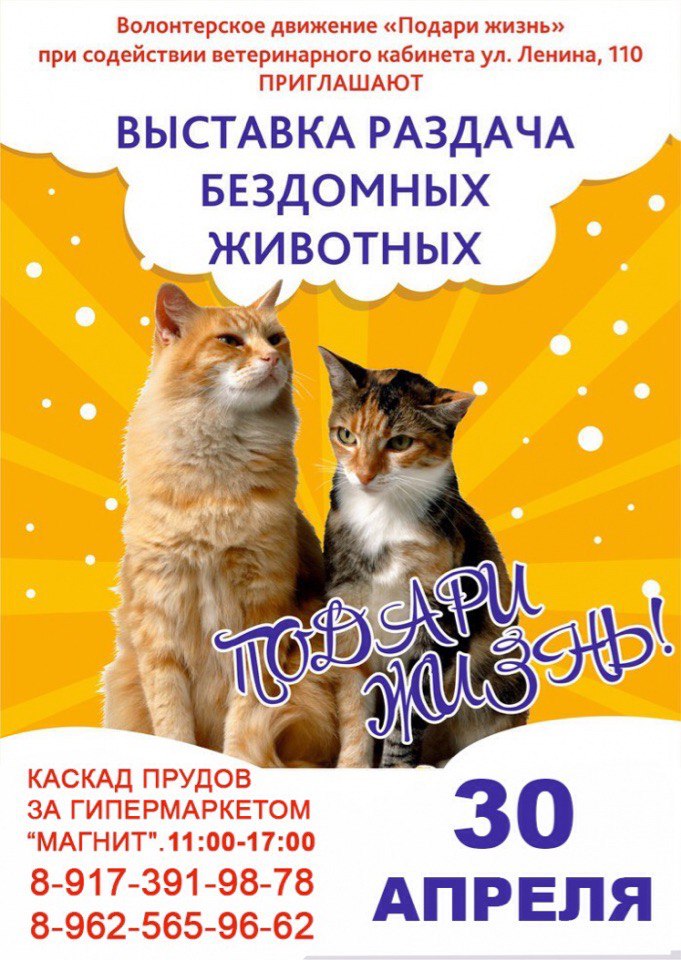 Волонтерское движение «Подари жизнь»
при содействии ветеринарного кабинета ул. Ленина, 110
ПРИГЛАШАЮТ
ВЫСТАВКА РАЗДАЧА
БЕЗДОМНЫХ
ЖИВОТНЫХ
ПОДАРИ
ЖИЗНЬ!
КАСКАД ПРУДОВ
ЗА ГИПЕРМАРКЕТОМ
“МАГНИТ".11:00-17:00
8-917-391-98-78
8-962-565-96-62
30
АПРЕЛЯ